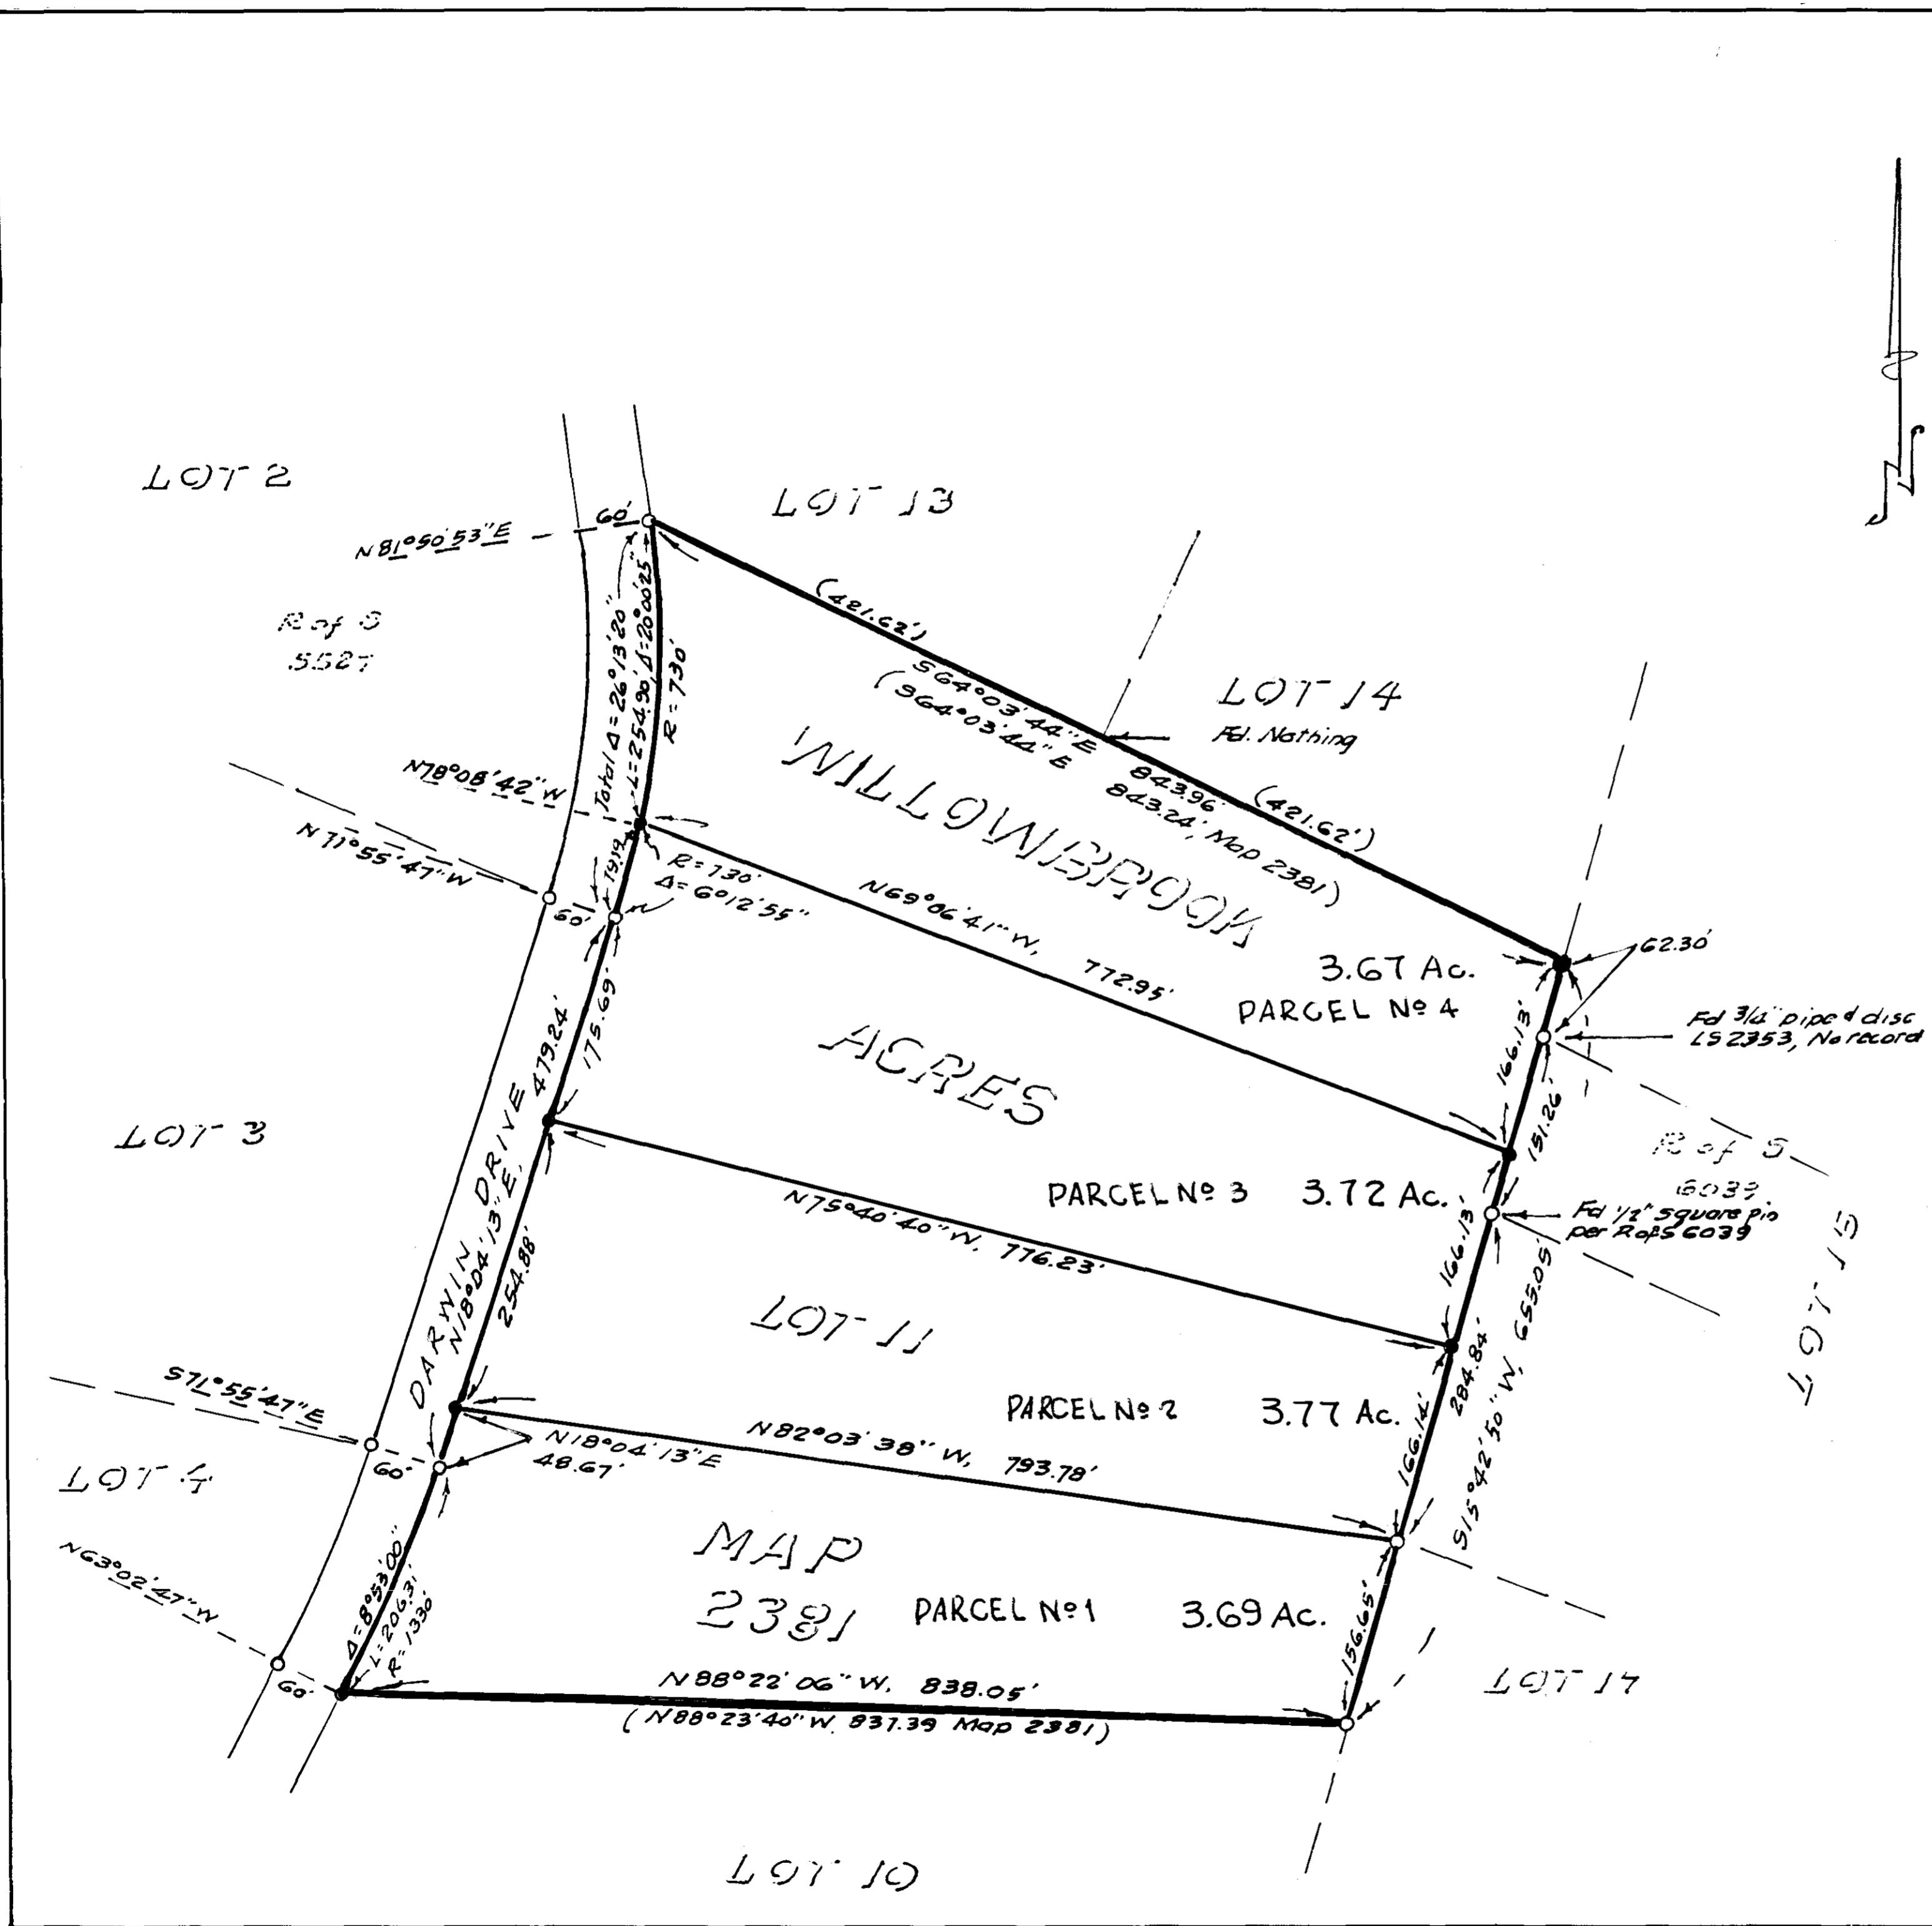 LOT 2
LOT 13
60'
N 81°50'53" E
R of S
5527
(421.62')
S 64°03'44" E 843.96'
(S64°03'44" E 843.24', Map 2381)
(421.62')
LOT 14
Fd. Nothing
Total Δ=26°13'20"
L=254.90', Δ=20°00'25"
R=730'
WILLOWBROOK
N78°08'42" W
N 71°55'47" W
79.19'
R=730'
Δ=6°12'55"
60'
N69°06'41" W, 772.95'
3.67 Ac.
PARCEL Nº 4
62.30'
Fd 3/4" pipe & disc
LS 2353, No record
166.13'
151.26'
ACRES
175.69'
LOT 3
DARWIN DRIVE
N18°04'13" E, 479.24'
254.88'
R of S
6039
Fd 1/2" square pin
per R of S 6039
PARCEL Nº 3 3.72 Ac.
N75°40'40" W, 776.23'
166.13'
284.84'
S15°42'50" W, 655.05'
LOT 15
LOT 11
S71°55'47" E
PARCEL Nº 2 3.77 Ac.
N82°03'38" W, 793.78'
166.14'
N18°04'13" E
48.67'
60'
LOT 4
N63°02'47" W
MAP
2381
PARCEL Nº 1 3.69 Ac.
Δ=8°53'00"
L=206.31'
R=1330'
156.65'
60'
N 88°22'06" W, 838.05'
(N88°23'40" W. 837.39 Map 2381)
LOT 17
LOT 10